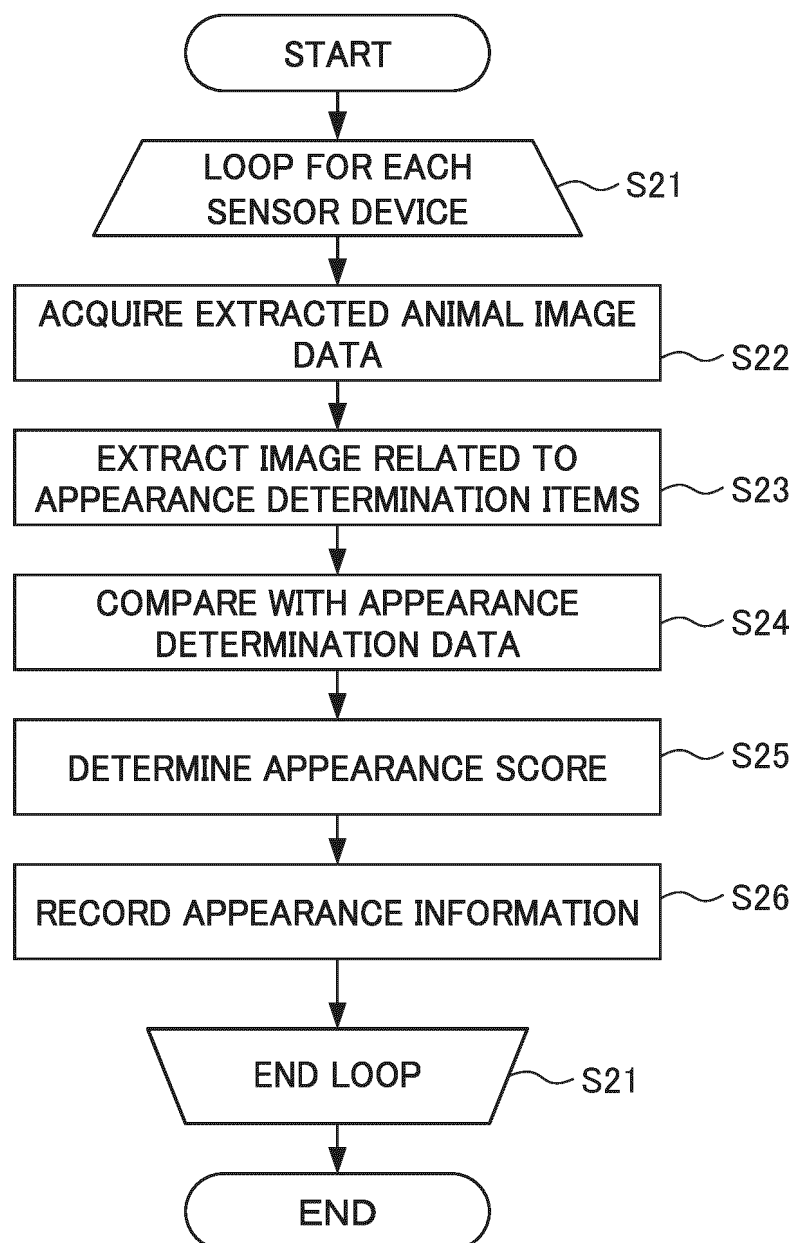 START
LOOP FOR EACH
SENSOR DEVICE
S21
ACQUIRE EXTRACTED ANIMAL IMAGE
DATA
S22
EXTRACT IMAGE RELATED TO
APPEARANCE DETERMINATION ITEMS
S23
COMPARE WITH APPEARANCE
DETERMINATION DATA
S24
DETERMINE APPEARANCE SCORE
S25
RECORD APPEARANCE INFORMATION
S26
END LOOP
S21
END